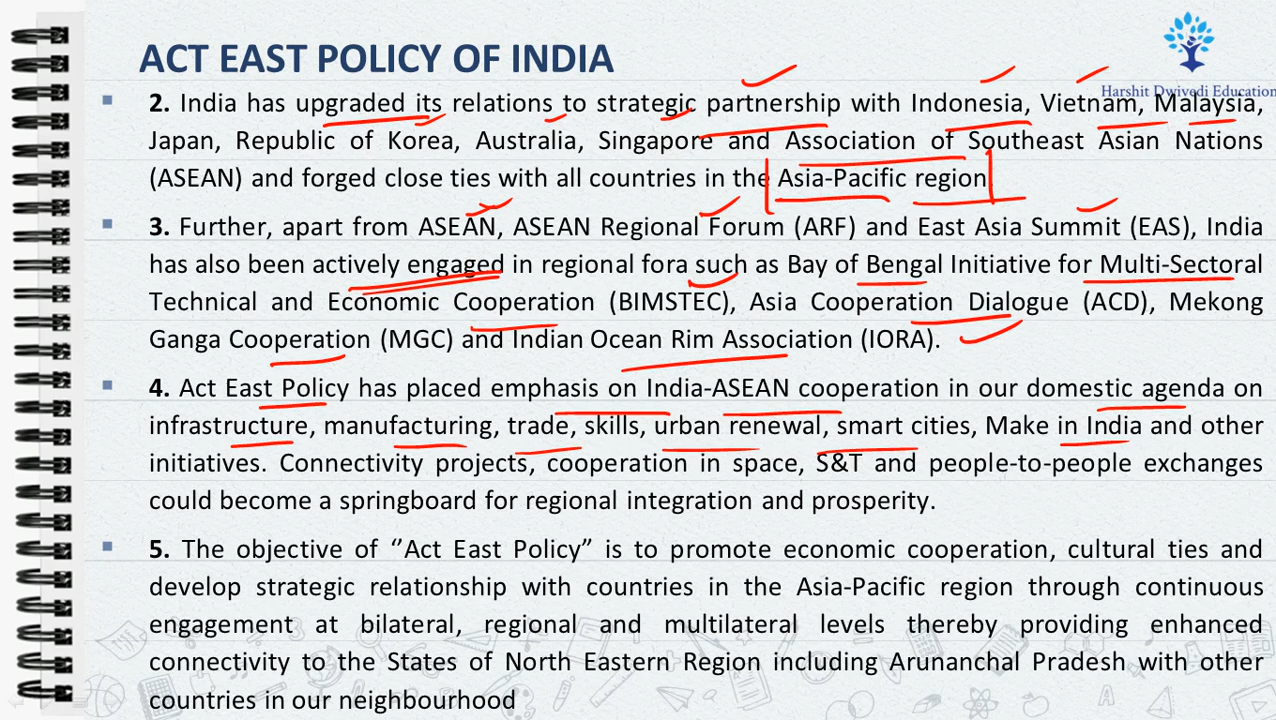 ACT EAST POLICY OF INDIA
Harshit Dwivedi Education
2. India has upgraded its relations to strategic partnership with Indonesia, Vietnam, Malaysia,
Japan, Republic of Korea, Australia, Singapore and Association of Southeast Asian Nations
(ASEAN) and forged close ties with all countries in the Asia-Pacific region
3. Further, apart from ASEAN, ASEAN Regional Forum (ARF) and East Asia Summit (EAS), India
has also been actively engaged in regional fora such as Bay of Bengal Initiative for Multi-Sectoral
Technical and Economic Cooperation (BIMSTEC), Asia Cooperation Dialogue (ACD), Mekong
Ganga Cooperation (MGC) and Indian Ocean Rim Association (IORA).
4. Act East Policy has placed emphasis on India-ASEAN cooperation in our domestic agenda on
infrastructure, manufacturing, trade, skills, urban renewal, smart cities, Make in India and other
initiatives. Connectivity projects, cooperation in space, S&T and people-to-people exchanges
could become a springboard for regional integration and prosperity.
5. The objective of ‘’Act East Policy” is to promote economic cooperation, cultural ties and
develop strategic relationship with countries in the Asia-Pacific region through continuous
engagement at bilateral, regional and multilateral levels thereby providing enhanced
connectivity to the States of North Eastern Region including Arunanchal Pradesh with other
countries in our neighbourhood